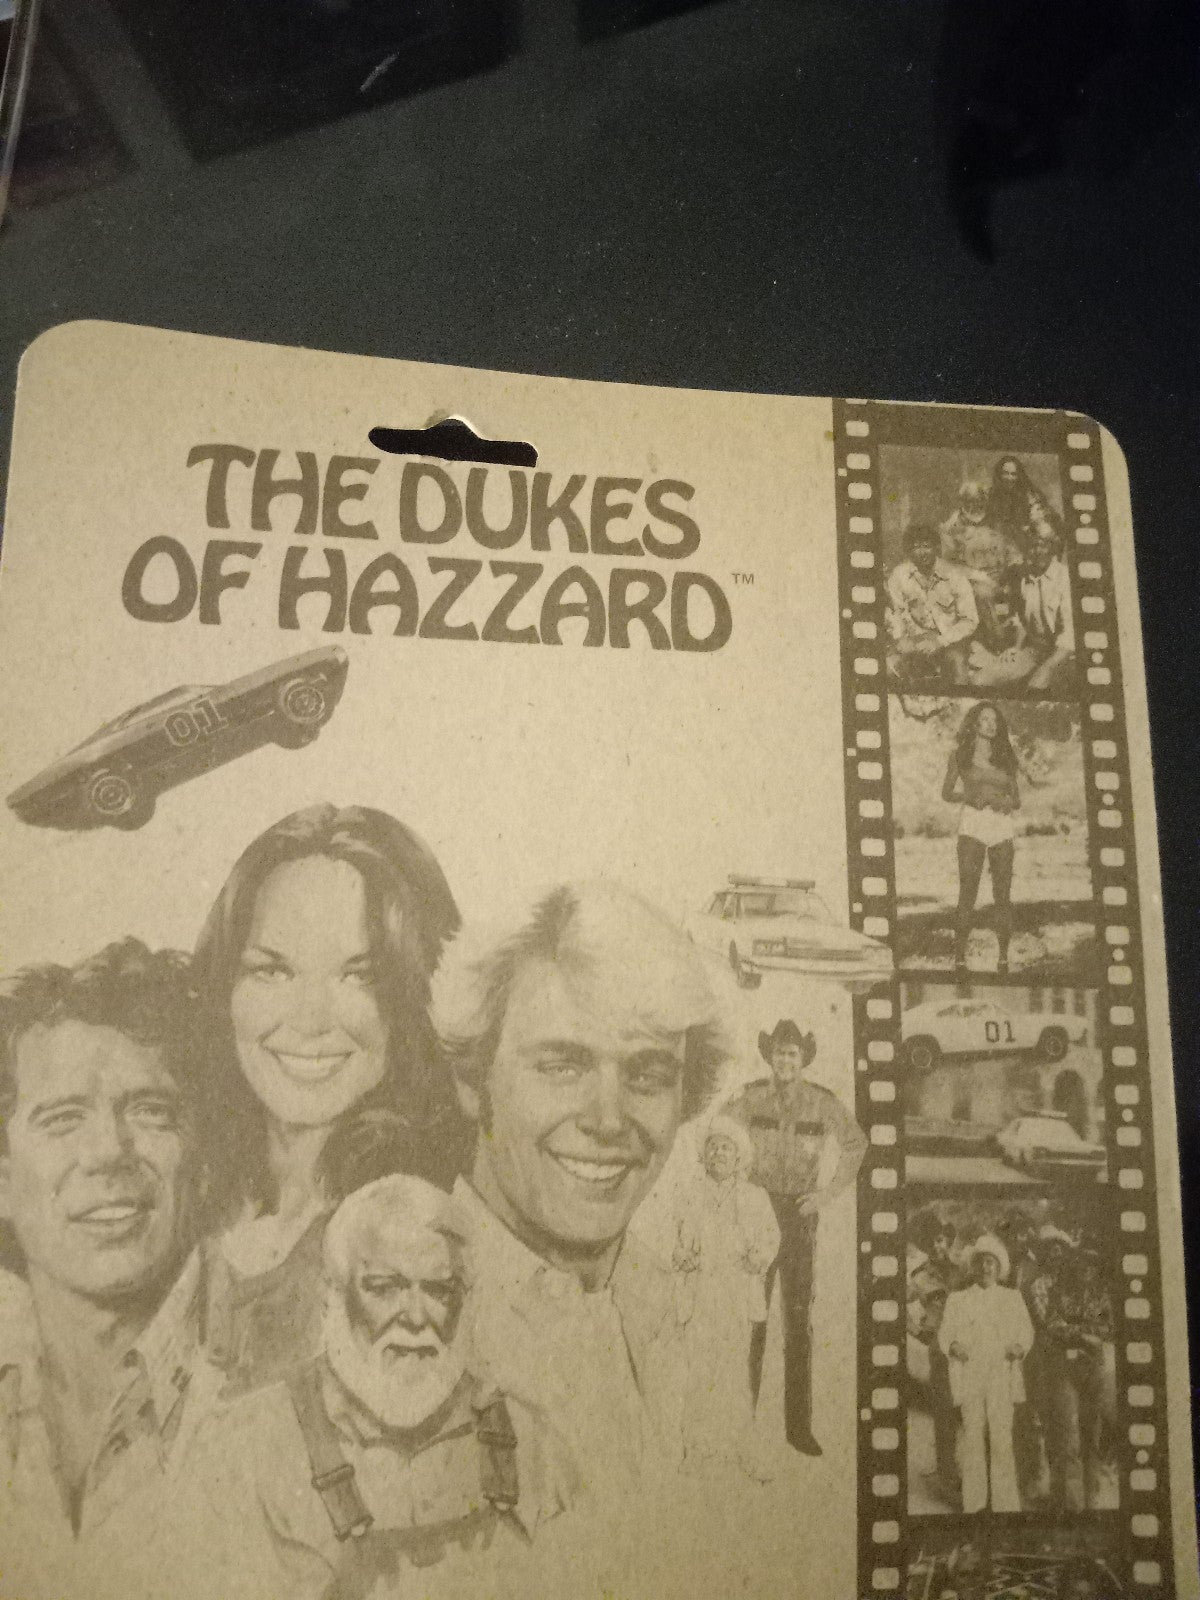 THE DUKES
OF HAZZARD™
01
01